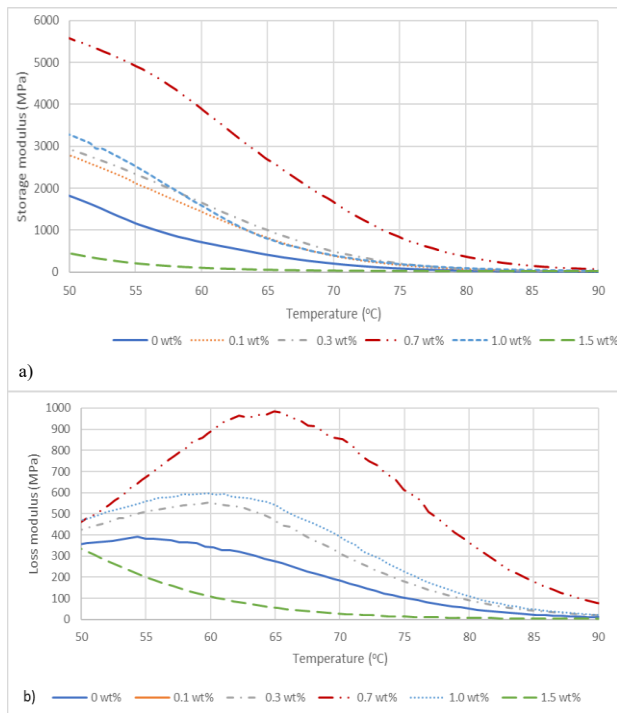 6000
5000
4000
3000
2000
1000
0
Storage modulus (MPa)
50 55 60 65 70 75 80 85 90
Temperature (⁰C)
0 wt% 0.1 wt% 0.3 wt% 0.7 wt% 1.0 wt% 1.5 wt%
a)
1000
900
800
700
600
500
400
300
200
100
0
Loss modulus (MPa)
50 55 60 65 70 75 80 85 90
Temperature (⁰C)
b) 0 wt% 0.1 wt% 0.3 wt% 0.7 wt% 1.0 wt% 1.5 wt%